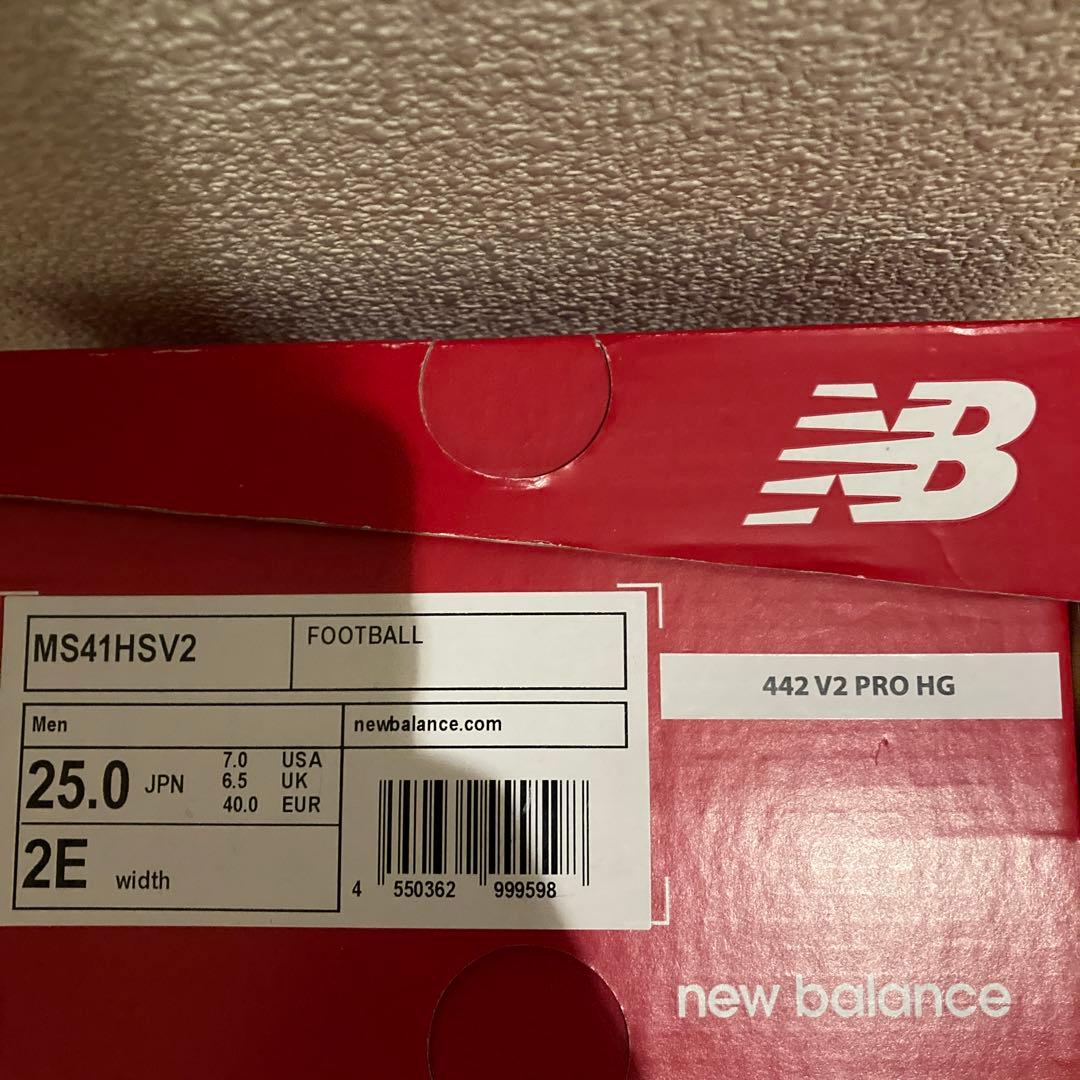 NB
MS41HSV2
FOOTBALL
442 V2 PRO HG
Men
newbalance.com
25.0 JPN
7.0 USA
6.5 UK
40.0 EUR
2E width
4 550362 999598
new balance